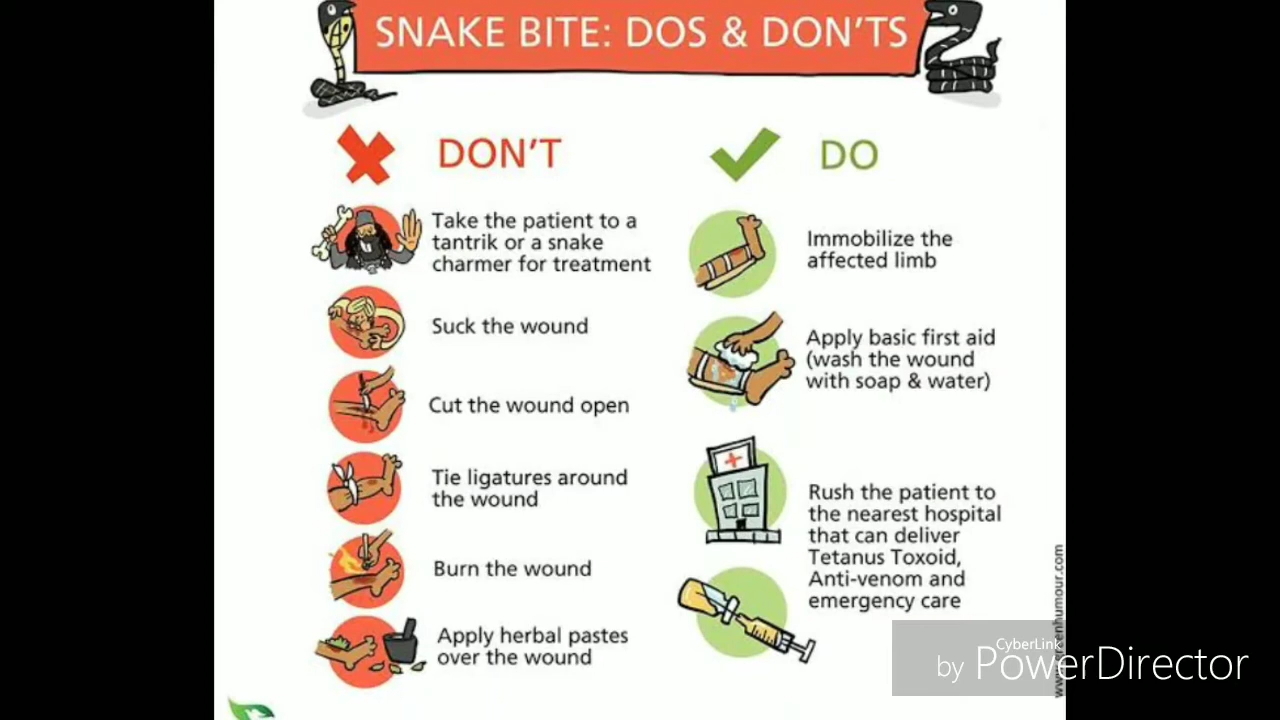 SNAKE BITE: DOS & DON'TS
DON'T
Take the patient to a
tantrik or a snake
charmer for treatment
Suck the wound
Cut the wound open
Tie ligatures around
the wound
Burn the wound
Apply herbal pastes
over the wound
DO
Immobilize the
affected limb
Apply basic first aid
(wash the wound
with soap & water)
Rush the patient to
the nearest hospital
that can deliver
Tetanus Toxoid,
Anti-venom and
emergency care
CyberLink
by PowerDirector